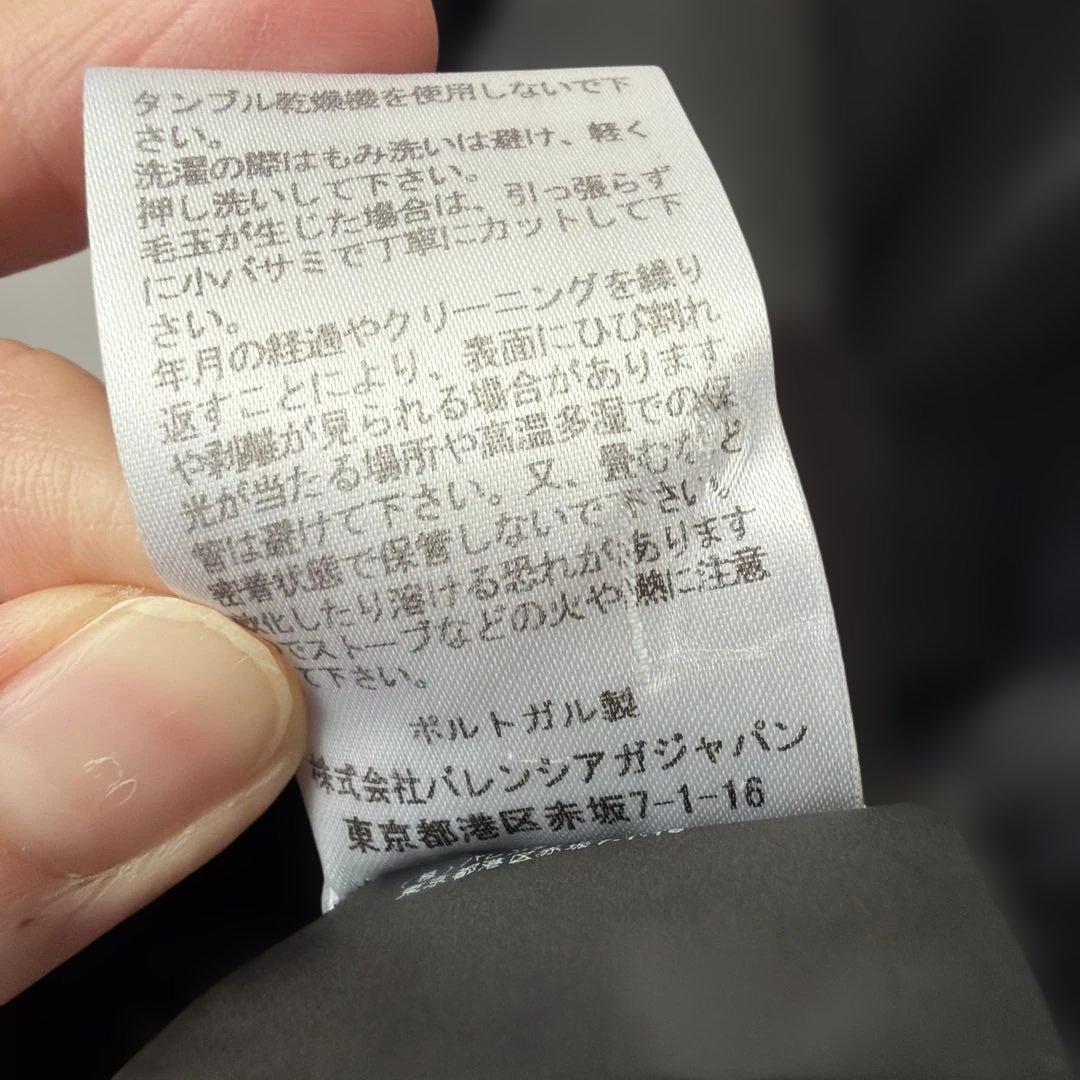 タンブル乾燥機を使用しないで下
さい。
洗濯の際はもみ洗いは避け、軽く
押し洗いして下さい。
毛玉が生じた場合は、引っ張らず
に小バサミで丁寧にカットして下
さい。
年月の経過やクリーニングを繰り
返すことにより、表面にひび割れ
や剥離が見られる場合があります
光が当たる場所や高温多湿での保
管は避けて下さい。又、畳むなど
密着状態で保管しないで下さい。
化したり溶ける恐れがあります
でストーブなどの火や熱に注意
て下さい。
ポルトガル製
株式会社バレンシアガジャパン
東京都港区赤坂7-1-16
東京都港区赤坂